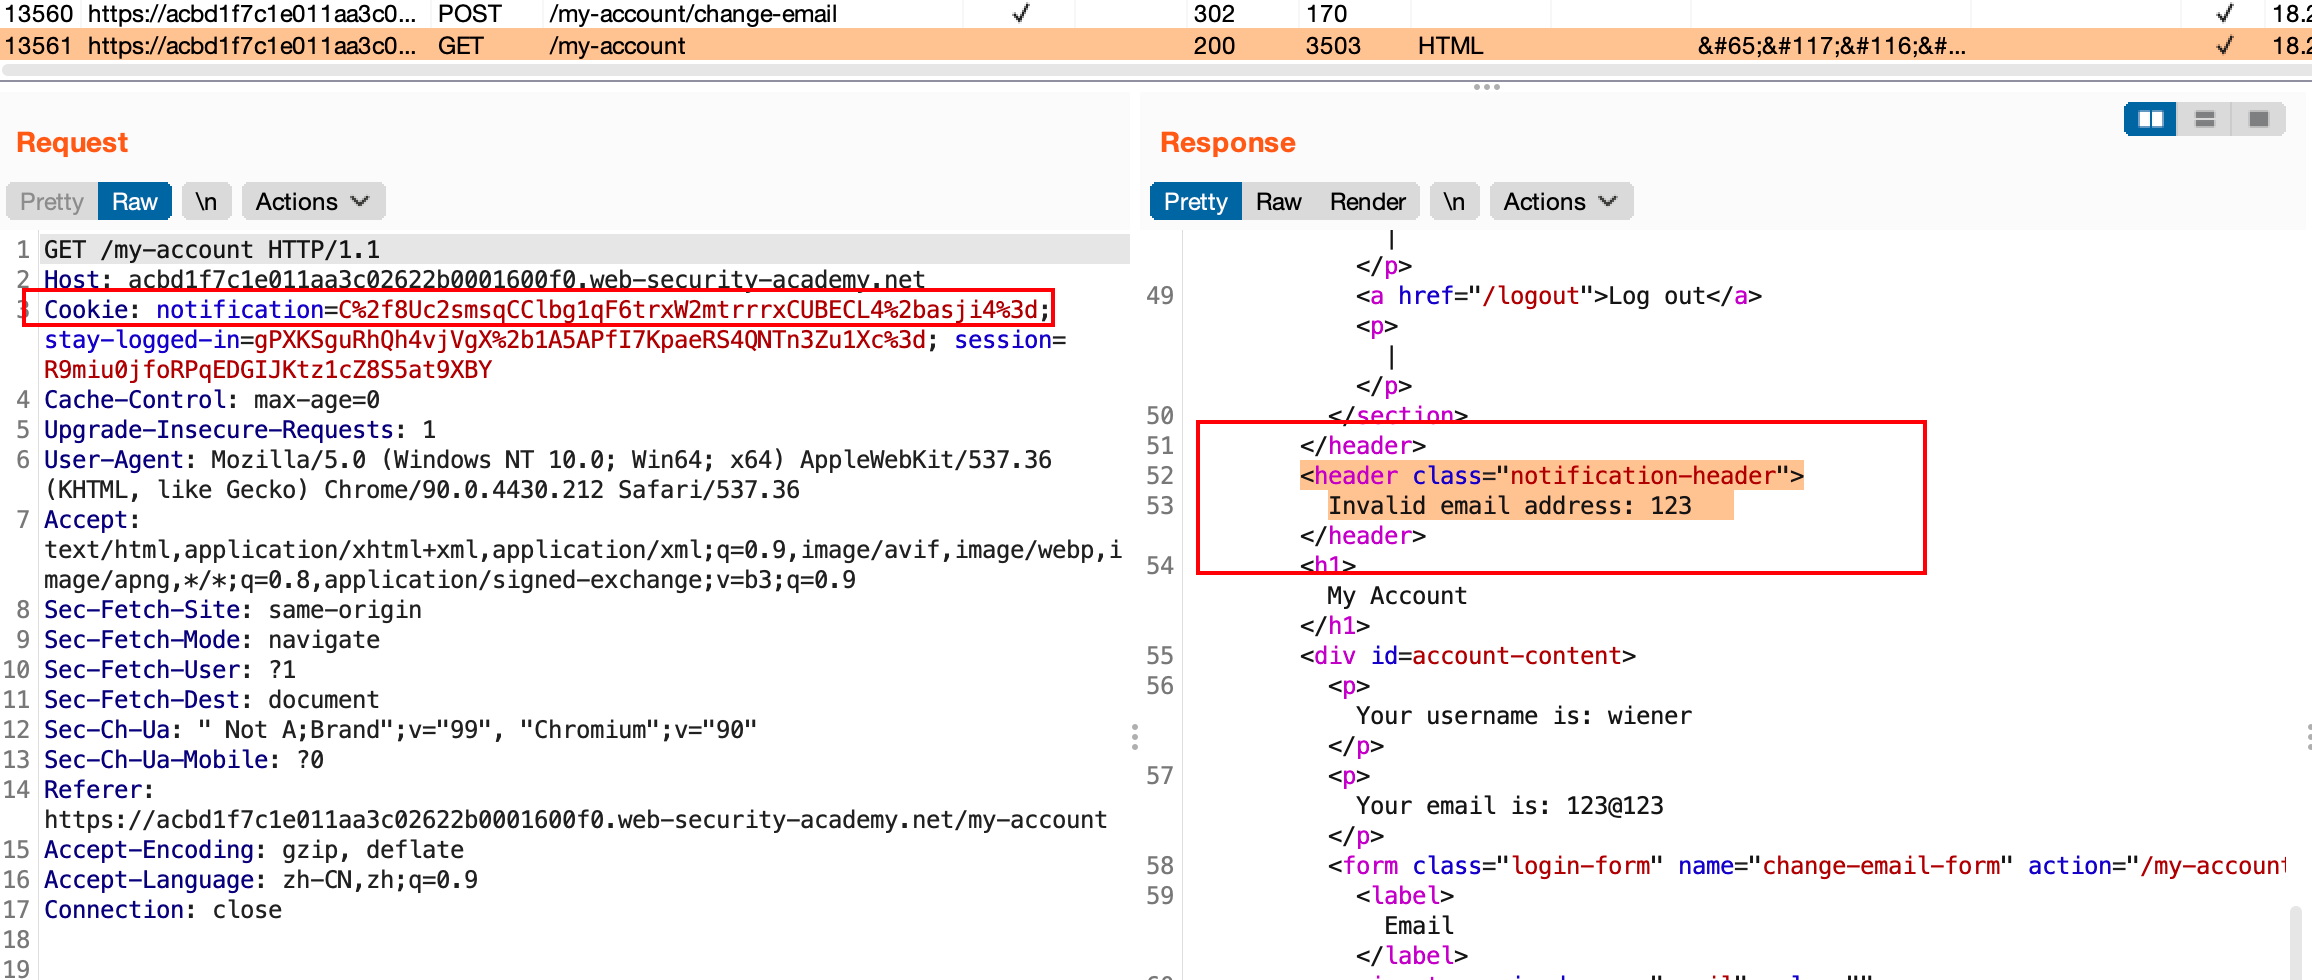 13560 https://acbd1f7c1e011aa3c0... POST /my-account/change-email ✓ 302 170 ✓ 18.2
13561 https://acbd1f7c1e011aa3c0... GET /my-account 200 3503 HTML &#65;&#117;&#116;&#... ✓ 18.2
Request
Pretty Raw \n Actions
1 GET /my-account HTTP/1.1
2 Host: acbd1f7c1e011aa3c02622b0001600f0.web-security-academy.net
3 Cookie: notification=C%2f8Uc2smsqCClbg1qF6trxW2mtrrrxCUBECL4%2basji4%3d;
stay-logged-in=gPXKSguRhQh4vjVgX%2b1A5APfI7KpaeRS4QNTn3Zu1Xc%3d; session=
R9miu0jfoRPqEDGIJKtz1cZ8S5at9XBY
4 Cache-Control: max-age=0
5 Upgrade-Insecure-Requests: 1
6 User-Agent: Mozilla/5.0 (Windows NT 10.0; Win64; x64) AppleWebKit/537.36
(KHTML, like Gecko) Chrome/90.0.4430.212 Safari/537.36
7 Accept:
text/html,application/xhtml+xml,application/xml;q=0.9,image/avif,image/webp,i
mage/apng,*/*;q=0.8,application/signed-exchange;v=b3;q=0.9
8 Sec-Fetch-Site: same-origin
9 Sec-Fetch-Mode: navigate
10 Sec-Fetch-User: ?1
11 Sec-Fetch-Dest: document
12 Sec-Ch-Ua: " Not A;Brand";v="99", "Chromium";v="90"
13 Sec-Ch-Ua-Mobile: ?0
14 Referer:
https://acbd1f7c1e011aa3c02622b0001600f0.web-security-academy.net/my-account
15 Accept-Encoding: gzip, deflate
16 Accept-Language: zh-CN,zh;q=0.9
17 Connection: close
18
19
Response
Pretty Raw Render \n Actions
|
</p>
49 <a href="/logout">Log out</a>
<p>
|
</p>
50 </section>
51 </header>
52 <header class="notification-header">
53 Invalid email address: 123
</header>
54 <h1>
My Account
</h1>
55 <div id=account-content>
56 <p>
Your username is: wiener
</p>
57 <p>
Your email is: 123@123
</p>
58 <form class="login-form" name="change-email-form" action="/my-account
59 <label>
Email
</label>